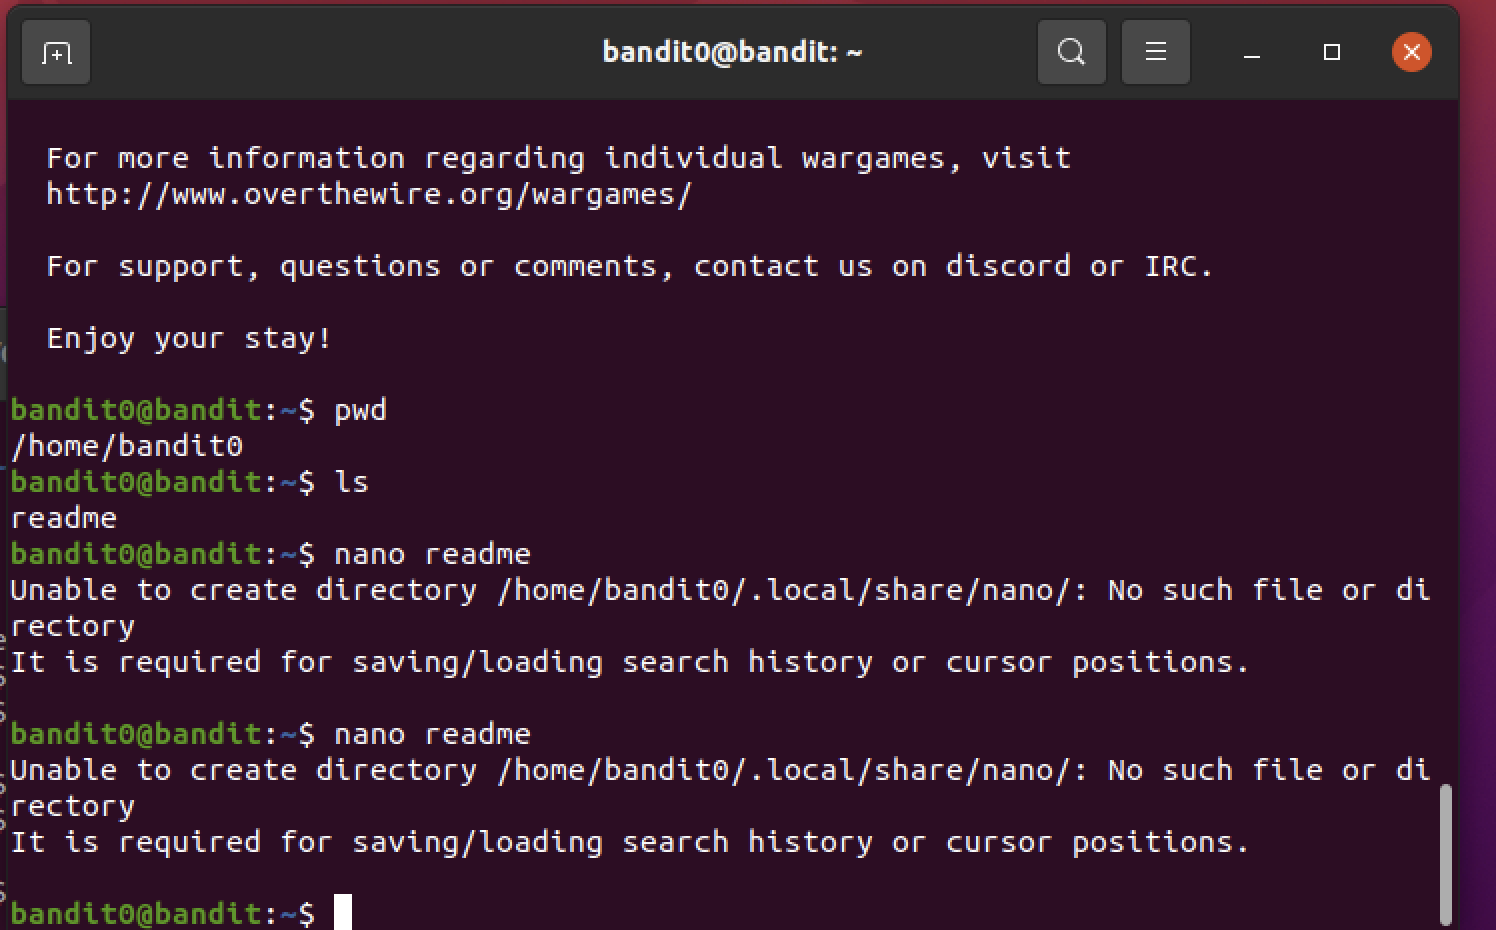 bandit0@bandit: ~
For more information regarding individual wargames, visit
http://www.overthewire.org/wargames/
For support, questions or comments, contact us on discord or IRC.
Enjoy your stay!
bandit0@bandit:~$ pwd
/home/bandit0
bandit0@bandit:~$ ls
readme
bandit0@bandit:~$ nano readme
Unable to create directory /home/bandit0/.local/share/nano/: No such file or di
rectory
It is required for saving/loading search history or cursor positions.
bandit0@bandit:~$ nano readme
Unable to create directory /home/bandit0/.local/share/nano/: No such file or di
rectory
It is required for saving/loading search history or cursor positions.
bandit0@bandit:~$